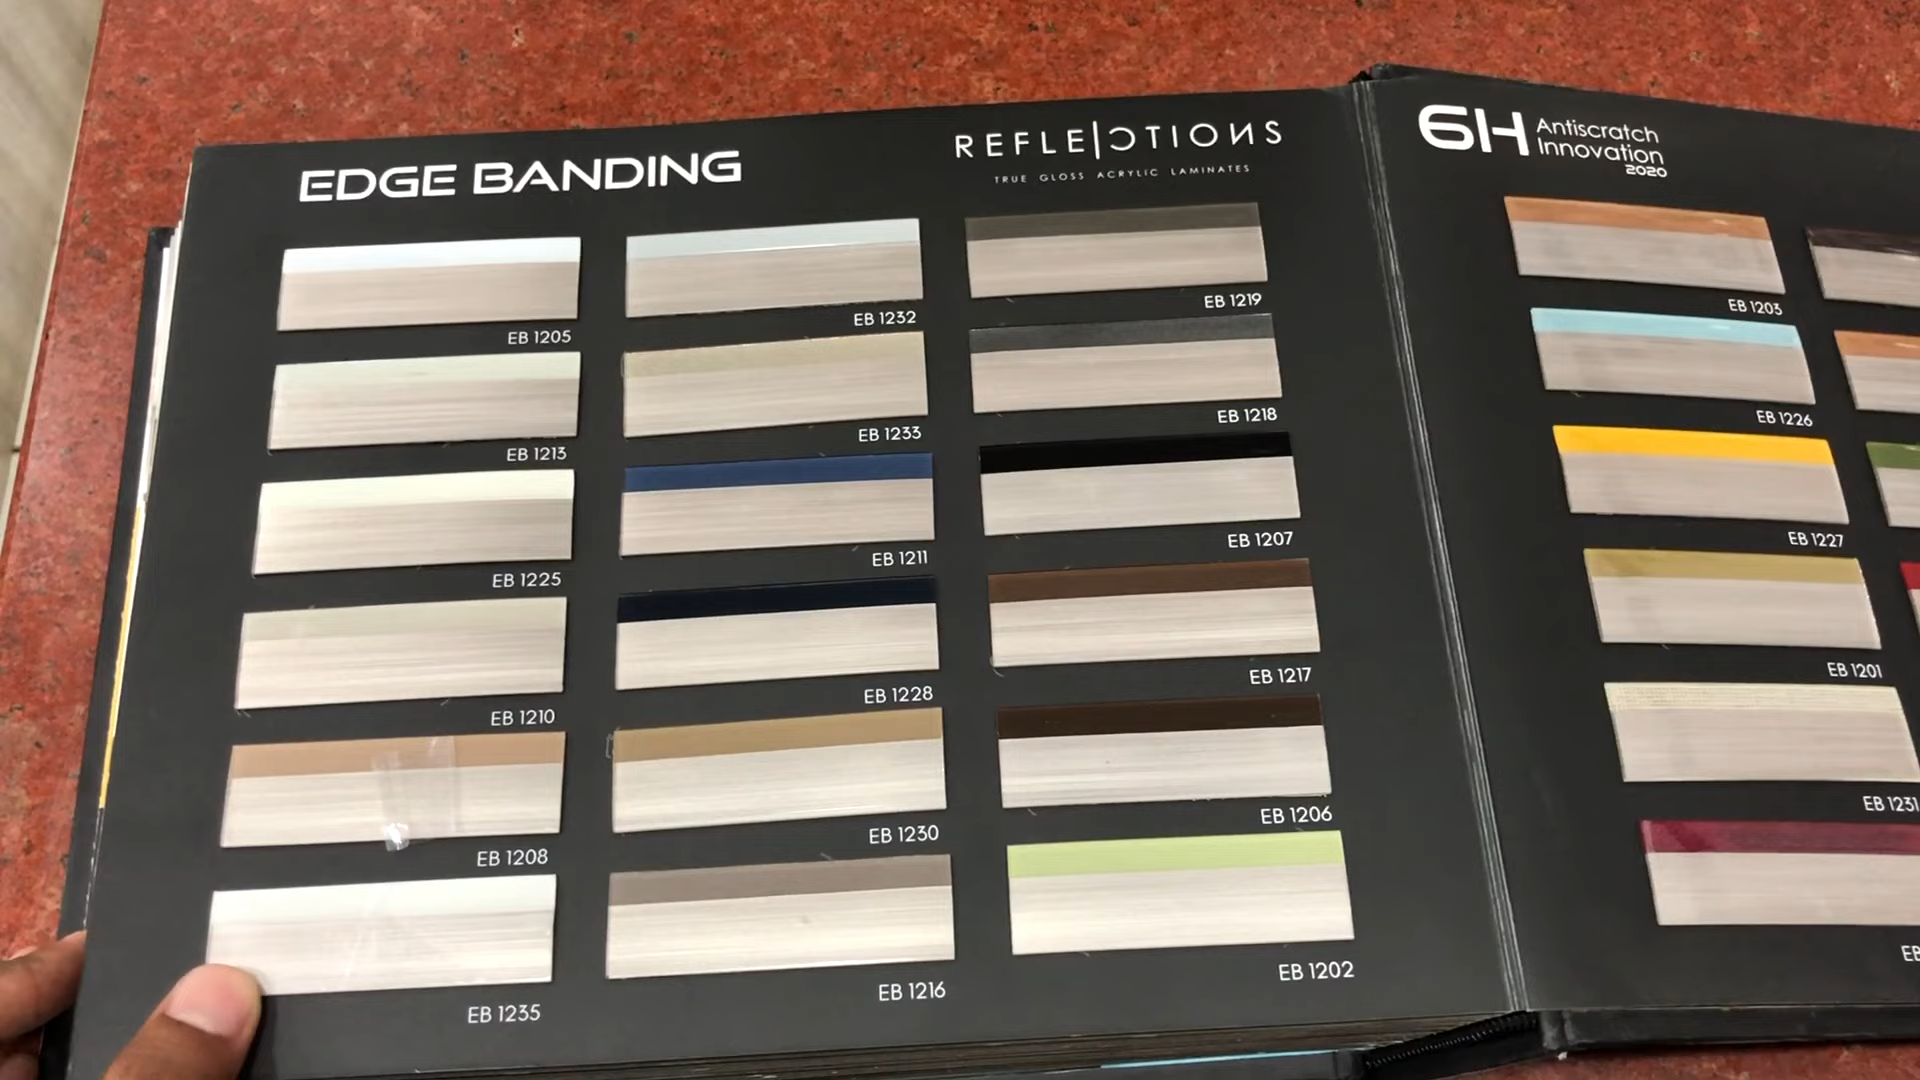 EDGE BANDING
REFLECTIONS
TRUE GLOSS ACRYLIC LAMINATES
EB 1205
EB 1232
EB 1219
EB 1213
EB 1233
EB 1218
EB 1225
EB 1211
EB 1207
EB 1210
EB 1228
EB 1217
EB 1208
EB 1230
EB 1206
EB 1235
EB 1216
EB 1202
6H Antiscratch
Innovation
2020
EB 1203
EB 1226
EB 1227
EB 1201
EB 1231
EB